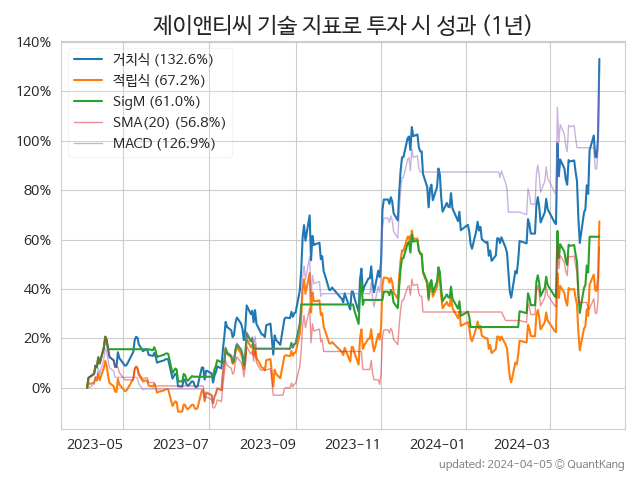 제이앤티씨 기술 지표로 투자 시 성과 (1년)
거치식 (132.6%)
적립식 (67.2%)
SigM (61.0%)
SMA(20) (56.8%)
MACD (126.9%)
140%
120%
100%
80%
60%
40%
20%
0%
2023-05 2023-07 2023-09 2023-11 2024-01 2024-03
updated: 2024-04-05 © QuantKang